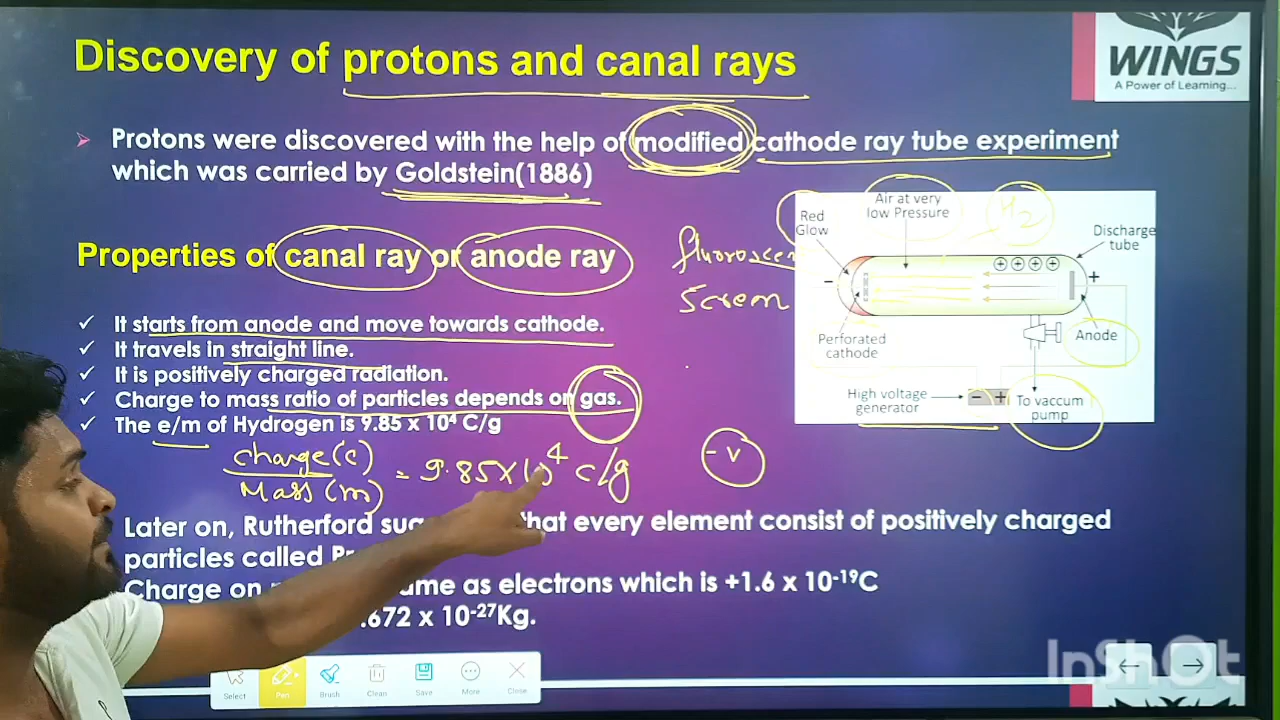 Discovery of protons and canal rays
WINGS
A Power of Learning...
Protons were discovered with the help of modified cathode ray tube experiment
which was carried by Goldstein(1886)
Properties of canal ray or anode ray
It starts from anode and move towards cathode.
It travels in straight line.
It is positively charged radiation.
Charge to mass ratio of particles depends on gas.
The e/m of Hydrogen is 9.85 x 10⁴ C/g
charge(c)
Mass (m)
= 9.85X10⁴ c/g
- v
Screen
Red
Glow
Air at very
low Pressure
H2
Discharge
tube
+
-
Perforated
cathode
Anode
High voltage
generator
- +
To vaccum
pump
Later on, Rutherford that every element consist of positively charged
particles called
Charge on as electrons which is +1.6 x 10⁻¹⁹C
.672 x 10⁻²⁷Kg.
Select
Pen
Brush
Clean
Save
More
Close
InShOt